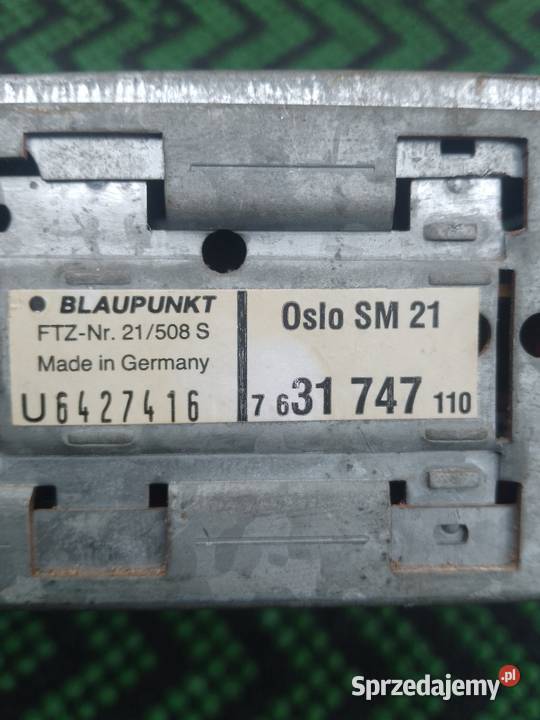 BLAUPUNKT
FTZ-Nr. 21/508 S
Made in Germany
U6427416
Oslo SM 21
7 631 747 110
Sprzedajemy.pl